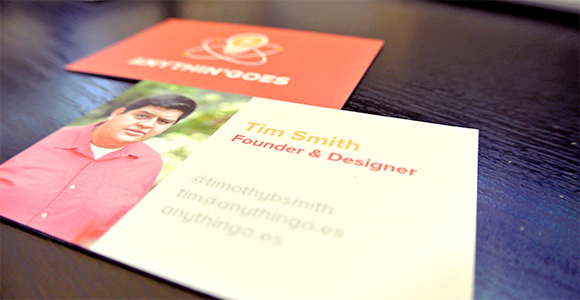 ANYTHIN'GOES
Tim Smith
Founder & Designer
@timothybsmith
tim@anythingo.es
anythingo.es